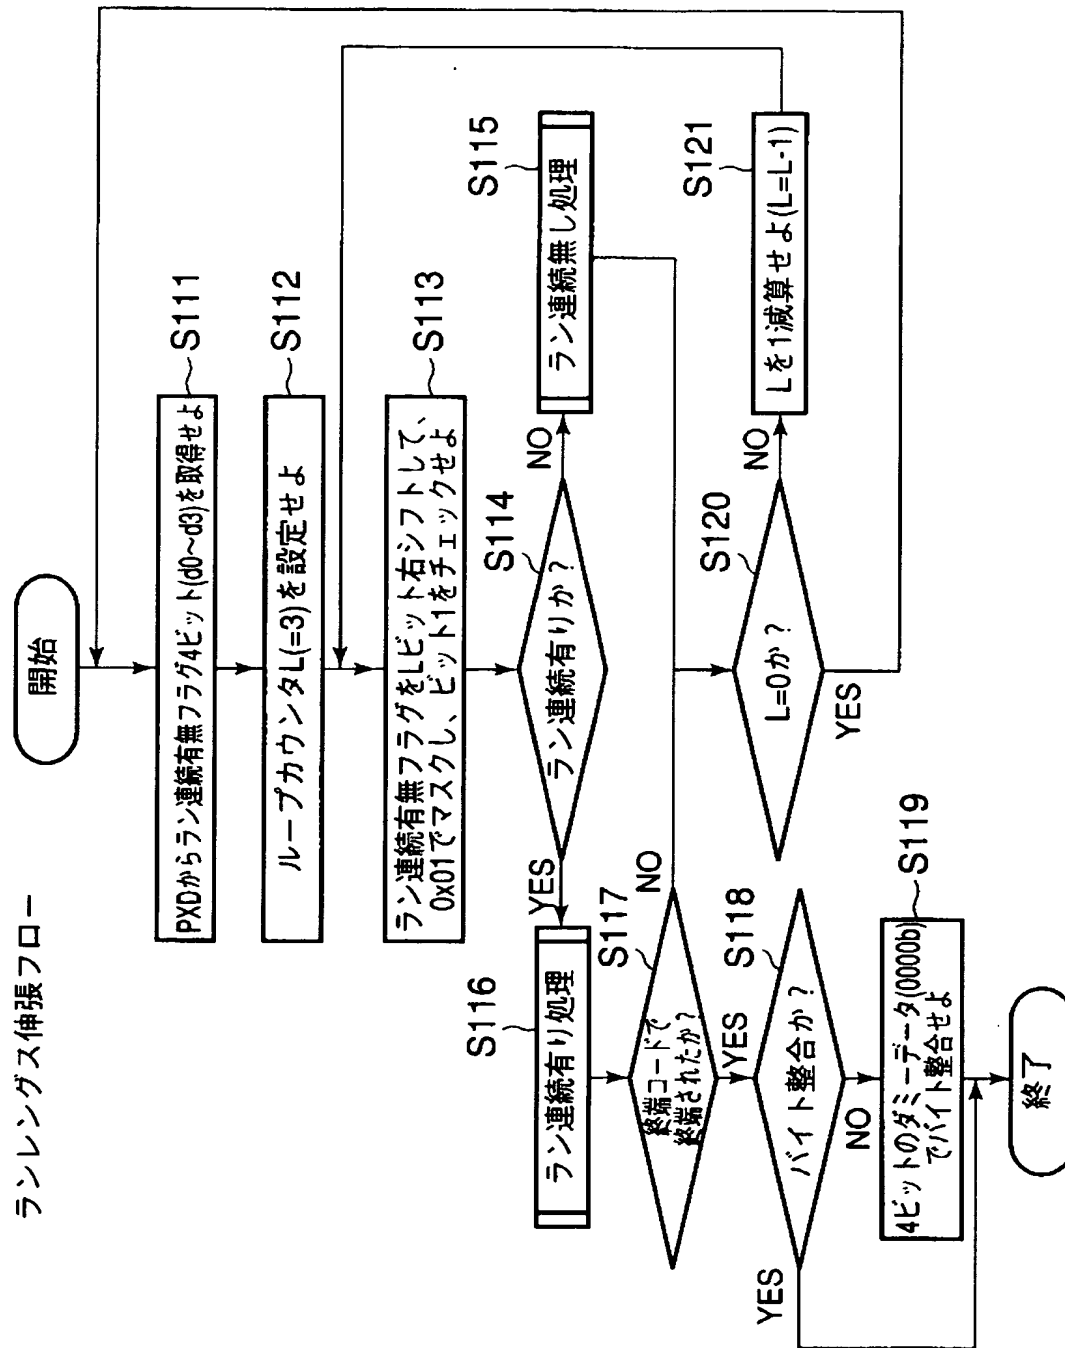 ランレングス伸張フロー
開始
PXDからラン連続有無フラグ4ビット(d0~d3)を取得せよ
S111
ループカウンタL(=3)を設定せよ
S112
ラン連続有無フラグをLビット右シフトして、
0x01でマスクし、ビット1をチェックせよ
S113
ラン連続有りか?
S114
NO
ラン連続無し処理
S115
YES
ラン連続有り処理
S116
終端コードで
終端されたか?
S117
NO
YES
バイト整合か?
S118
YES
NO
4ビットのダミーデータ(0000b)
でバイト整合せよ
S119
L=0か?
S120
NO
YES
Lを1減算せよ(L=L-1)
S121
終了